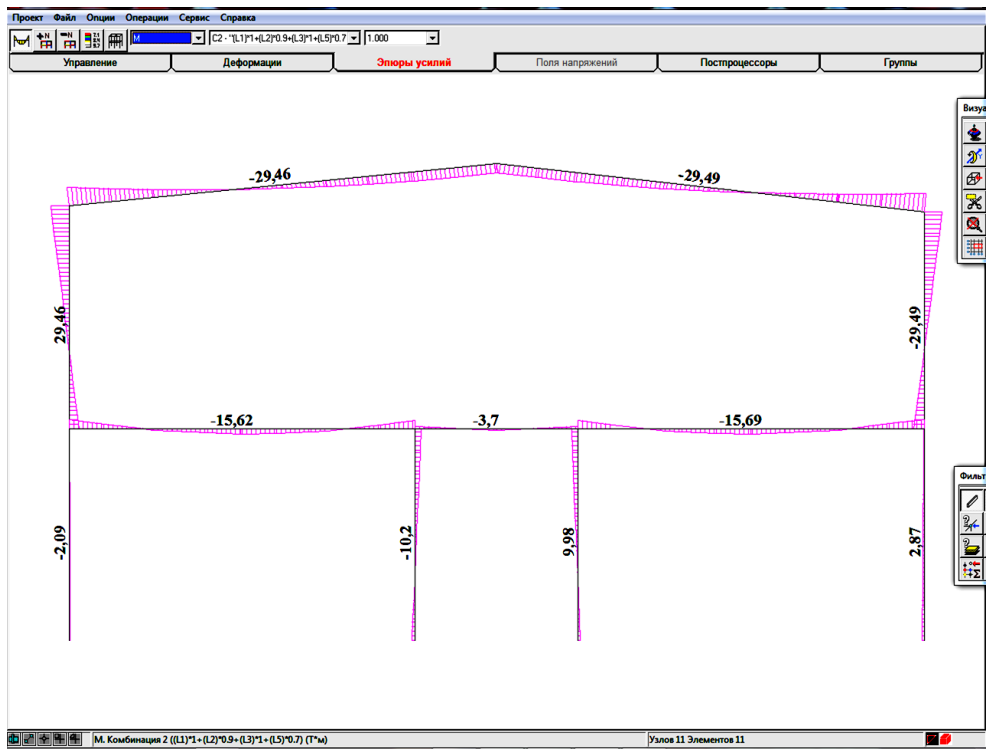 Проект Файл Опции Операции Сервис Справка
M C2 - "(L1)*1+(L2)*0.9+(L3)*1+(L5)*0.7 1.000
Управление Деформации Эпюры усилий Поля напряжений Постпроцессоры Группы
Визуа
-29,46 -29,49
29,46 -29,49
-15,62 -3,7 -15,69
Фильт
-2,09 -10,2 9,98 2,87
М. Комбинация 2 ((L1)*1+(L2)*0.9+(L3)*1+(L5)*0.7) (Т*м) Узлов 11 Элементов 11